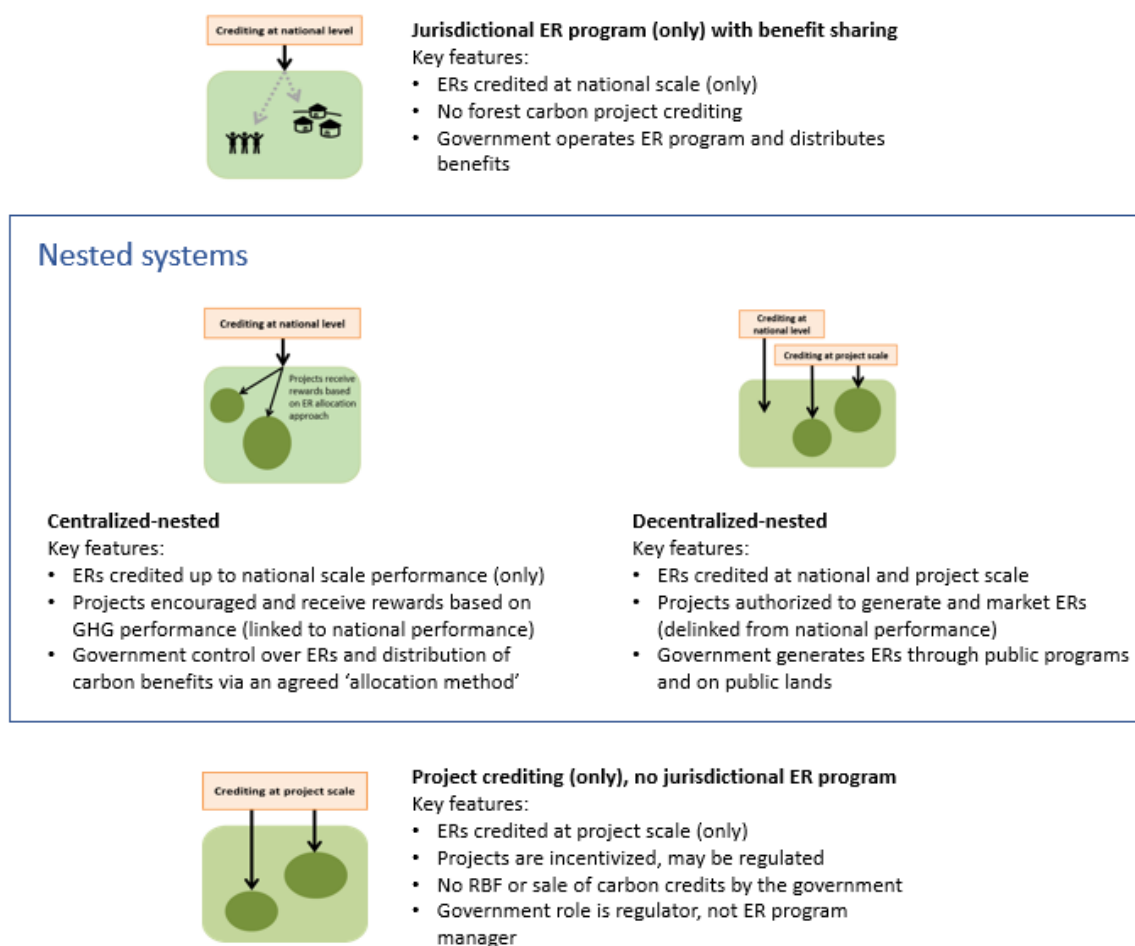 Crediting at national level
Jurisdictional ER program (only) with benefit sharing
Key features:
• ERs credited at national scale (only)
• No forest carbon project crediting
• Government operates ER program and distributes
benefits
Nested systems
Crediting at national level
Projects receive
rewards based
on ER allocation
approach
Centralized-nested
Key features:
• ERs credited up to national scale performance (only)
• Projects encouraged and receive rewards based on
GHG performance (linked to national performance)
• Government control over ERs and distribution of
carbon benefits via an agreed ‘allocation method’
Crediting at
national level
Crediting at project scale
Decentralized-nested
Key features:
• ERs credited at national and project scale
• Projects authorized to generate and market ERs
(delinked from national performance)
• Government generates ERs through public programs
and on public lands
Crediting at project scale
Project crediting (only), no jurisdictional ER program
Key features:
• ERs credited at project scale (only)
• Projects are incentivized, may be regulated
• No RBF or sale of carbon credits by the government
• Government role is regulator, not ER program
manager